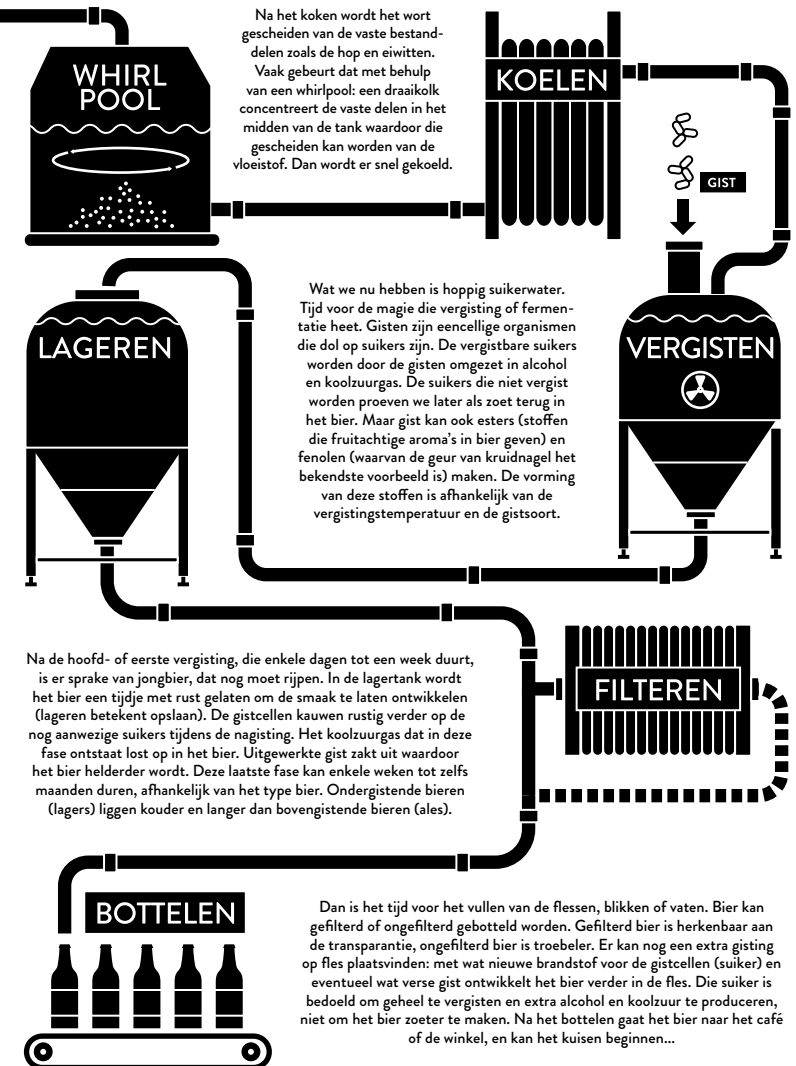 Na het koken wordt het wort
gescheiden van de vaste bestand-
delen zoals de hop en eiwitten.
Vaak gebeurt dat met behulp
van een whirlpool: een draaikolk
concentreert de vaste delen in het
midden van de tank waardoor die
gescheiden kan worden van de
vloeistof. Dan wordt er snel gekoeld.
WHIRL
POOL
KOELEN
GIST
Wat we nu hebben is hoppig suikerwater.
Tijd voor de magie die vergisting of fermen-
tatie heet. Gisten zijn eencellige organismen
die dol op suikers zijn. De vergistbare suikers
worden door de gisten omgezet in alcohol
en koolzuurgas. De suikers die niet vergist
worden proeven we later als zoet terug in
het bier. Maar gist kan ook esters (stoffen
die fruitachtige aroma's in bier geven) en
fenolen (waarvan de geur van kruidnagel het
bekendste voorbeeld is) maken. De vorming
van deze stoffen is afhankelijk van de
vergistingstemperatuur en de gistsoort.
LAGEREN
VERGISTEN
Na de hoofd- of eerste vergisting, die enkele dagen tot een week duurt,
is er sprake van jongbier, dat nog moet rijpen. In de lagertank wordt
het bier een tijdje met rust gelaten om de smaak te laten ontwikkelen
(lageren betekent opslaan). De gistcellen kauwen rustig verder op de
nog aanwezige suikers tijdens de nagisting. Het koolzuurgas dat in deze
fase ontstaat lost op in het bier. Uitgewerkte gist zakt uit waardoor
het bier helderder wordt. Deze laatste fase kan enkele weken tot zelfs
maanden duren, afhankelijk van het type bier. Ondergistende bieren
(lagers) liggen kouder en langer dan bovengistende bieren (ales).
FILTEREN
BOTTELEN
Dan is het tijd voor het vullen van de flessen, blikken of vaten. Bier kan
gefilterd of ongefilterd gebotteld worden. Gefilterd bier is herkenbaar aan
de transparantie, ongefilterd bier is troebeler. Er kan nog een extra gisting
op fles plaatsvinden: met wat nieuwe brandstof voor de gistcellen (suiker) en
eventueel wat verse gist ontwikkelt het bier verder in de fles. Die suiker is
bedoeld om geheel te vergisten en extra alcohol en koolzuur te produceren,
niet om het bier zoeter te maken. Na het bottelen gaat het bier naar het café
of de winkel, en kan het kuisen beginnen...